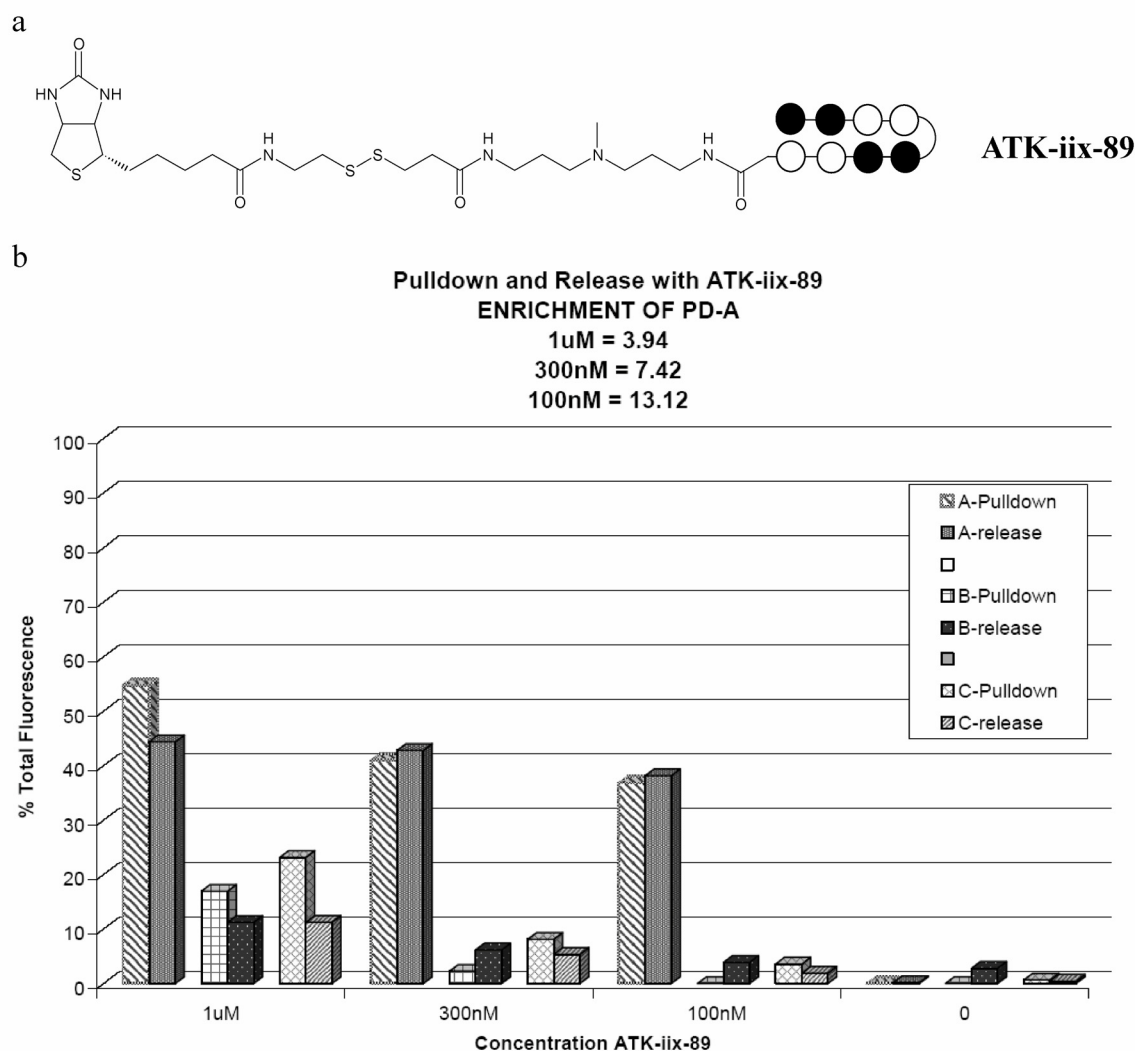 a
O
HN
NH
S
O
H
N
S
S
O
H
N
N
H
N
O
ATK-iix-89
b
Pulldown and Release with ATK-iix-89
ENRICHMENT OF PD-A
1uM = 3.94
300nM = 7.42
100nM = 13.12
% Total Fluorescence
100
90
80
70
60
50
40
30
20
10
0
A-Pulldown
A-release
B-Pulldown
B-release
C-Pulldown
C-release
1uM
300nM
100nM
0
Concentration ATK-iix-89